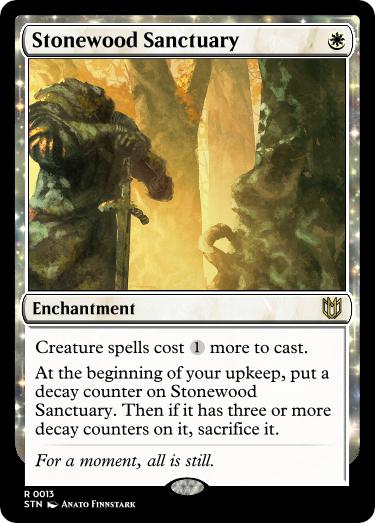 Stonewood Sanctuary
Enchantment
Creature spells cost 1 more to cast.
At the beginning of your upkeep, put a
decay counter on Stonewood
Sanctuary. Then if it has three or more
decay counters on it, sacrifice it.
For a moment, all is still.
R 0013
STN Anato Finnstark